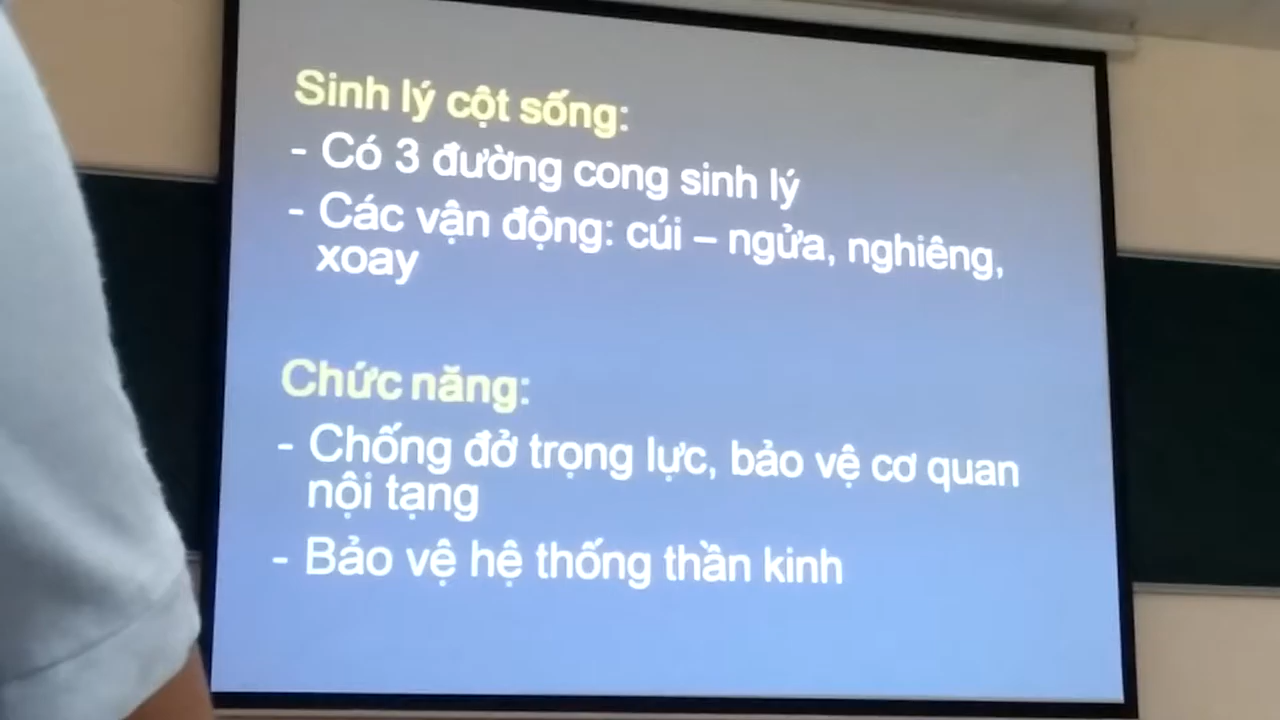 Sinh lý cột sống:
- Có 3 đường cong sinh lý
- Các vận động: cúi – ngửa, nghiêng,
xoay
Chức năng:
- Chống đở trọng lực, bảo vệ cơ quan
nội tạng
- Bảo vệ hệ thống thần kinh